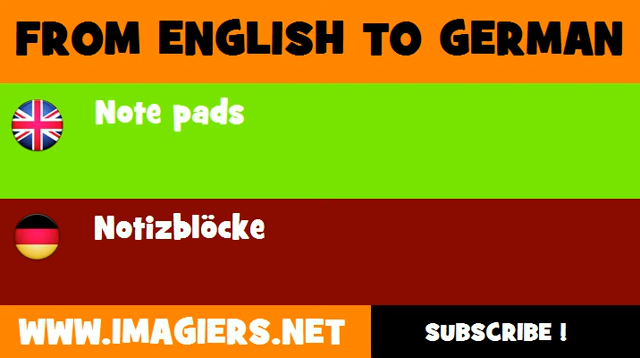 FROM ENGLISH TO GERMAN
Note pads
Notizblöcke
WWW.IMAGIERS.NET
SUBSCRIBE !